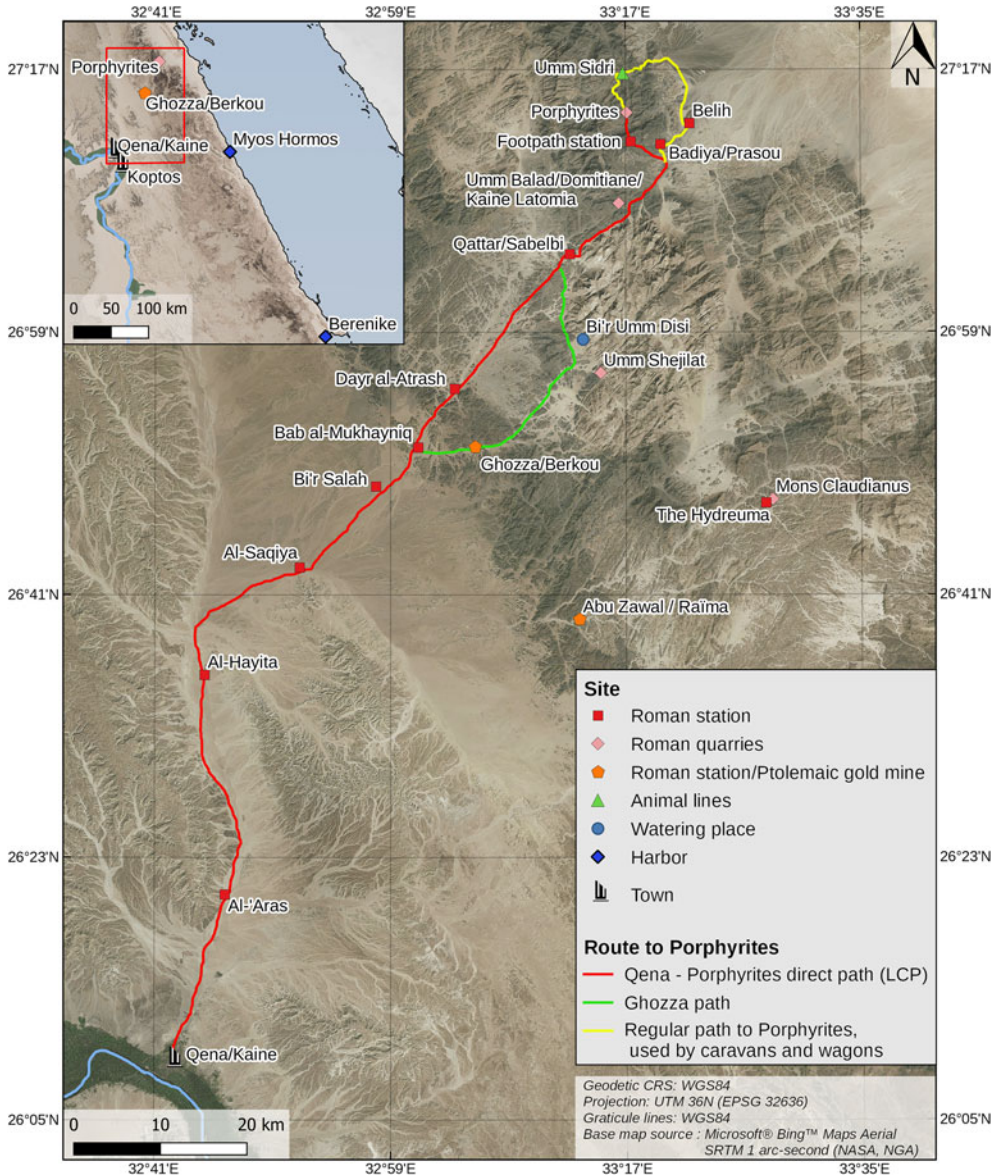 32°41'E
32°59'E
33°17'E
33°35'E
27°17'N
27°17'N
Porphyrites
Ghozza/Berkou
Qena/Kaine
Koptos
Myos Hormos
Berenike
0 50 100 km
N
Umm Sidri
Porphyrites
Belih
Footpath station
Badiya/Prasou
Umm Balad/Domitiane/
Kaine Latomia
Qattar/Sabelbi
26°59'N
26°59'N
Bi'r Umm Disi
Umm Shejilat
Dayr al-Atrash
Bab al-Mukhayniq
Ghozza/Berkou
Bi'r Salah
Mons Claudianus
The Hydreuma
Al-Saqiya
26°41'N
26°41'N
Abu Zawal / Raïma
Al-Hayita
Site
Roman station
Roman quarries
Roman station/Ptolemaic gold mine
Animal lines
Watering place
Harbor
Town
26°23'N
26°23'N
Al-'Aras
Route to Porphyrites
Qena - Porphyrites direct path (LCP)
Ghozza path
Regular path to Porphyrites,
used by caravans and wagons
Qena/Kaine
Geodetic CRS: WGS84
Projection: UTM 36N (EPSG 32636)
Graticule lines: WGS84
Base map source : Microsoft® Bing™ Maps Aerial
SRTM 1 arc-second (NASA, NGA)
26°05'N
26°05'N
0 10 20 km
32°41'E
32°59'E
33°17'E
33°35'E